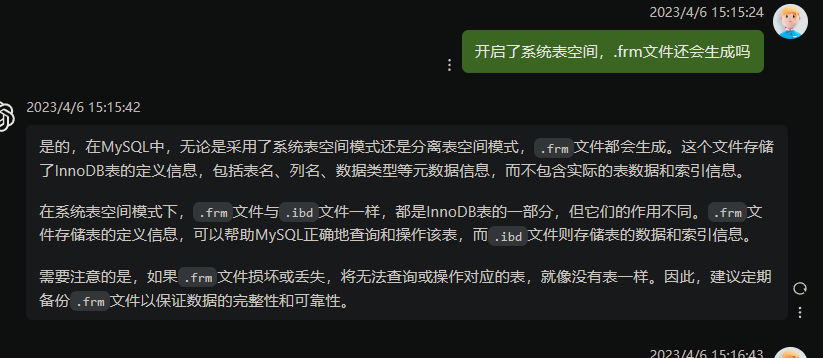 2023/4/6 15:15:24
开启了系统表空间，.frm文件还会生成吗
2023/4/6 15:15:42
是的，在MySQL中，无论是采用了系统表空间模式还是分离表空间模式，.frm文件都会生成。这个文件存储
了InnoDB表的定义信息，包括表名、列名、数据类型等元数据信息，而不包含实际的表数据和索引信息。
在系统表空间模式下，.frm文件与.ibd文件一样，都是InnoDB表的一部分，但它们的作用不同。.frm文
件存储表的定义信息，可以帮助MySQL正确地查询和操作该表，而.ibd文件则存储表的数据和索引信息。
需要注意的是，如果.frm文件损坏或丢失，将无法查询或操作对应的表，就像没有表一样。因此，建议定期
备份.frm文件以保证数据的完整性和可靠性。
2023/4/6 15:16:43